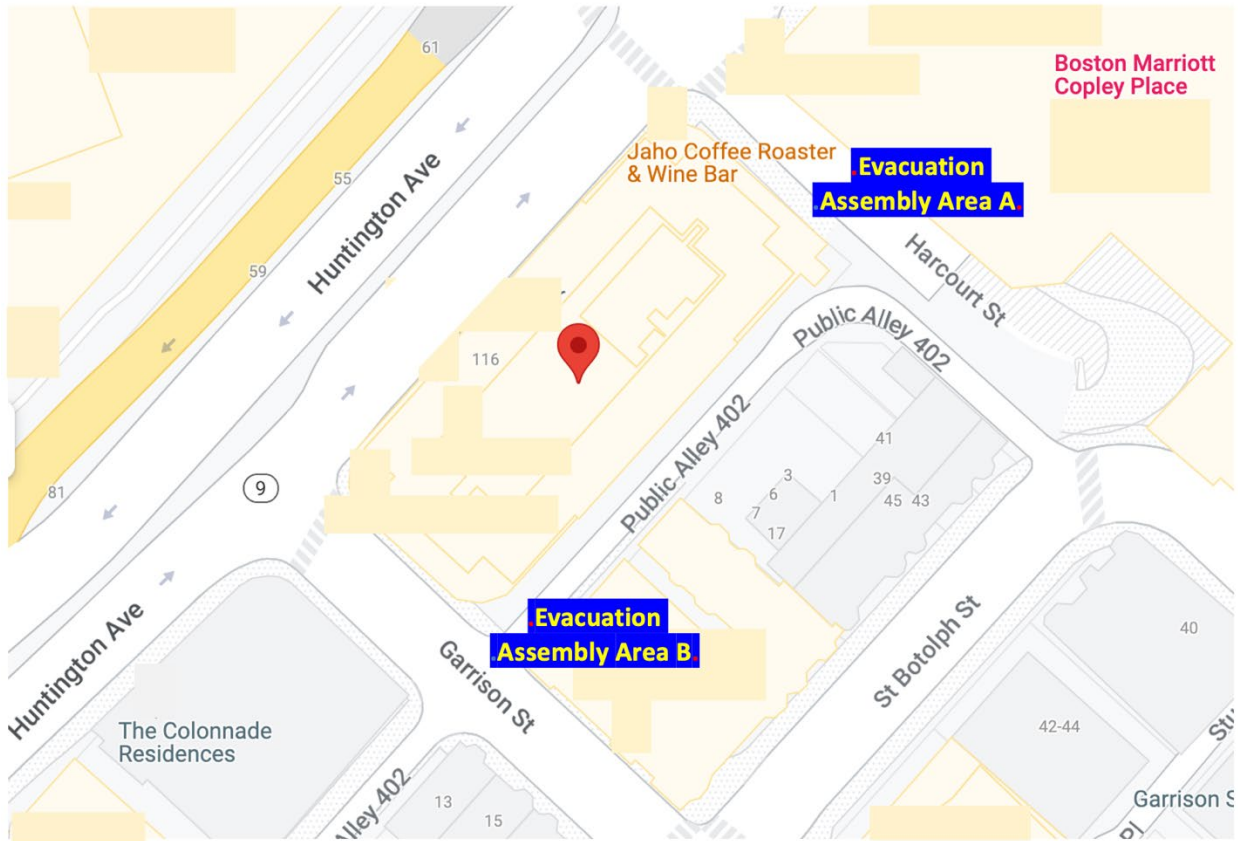 61
Boston Marriott
Copley Place
Huntington Ave
55
Jaho Coffee Roaster
& Wine Bar
.Evacuation
.Assembly Area A.
59
Harcourt St
Public Alley 402
116
Public Alley 402
41
3
39
6
8
1
45
43
7
17
81
9
Huntington Ave
.Evacuation
.Assembly Area B.
Garrison St
St Botolph St
40
The Colonnade
Residences
42-44
Stu
Alley 402
13
15
Garrison S
Pl